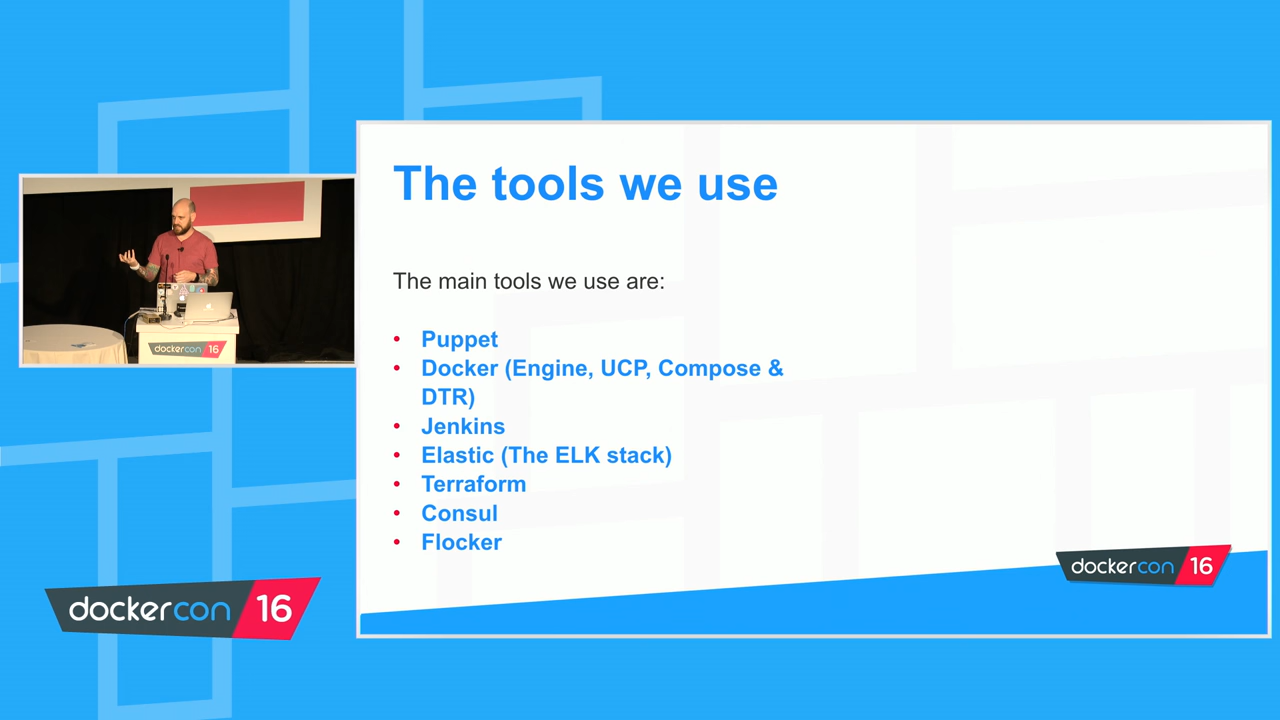 The tools we use
The main tools we use are:
• Puppet
• Docker (Engine, UCP, Compose &
DTR)
• Jenkins
• Elastic (The ELK stack)
• Terraform
• Consul
• Flocker
dockercon 16
dockercon 16
dockercon 16